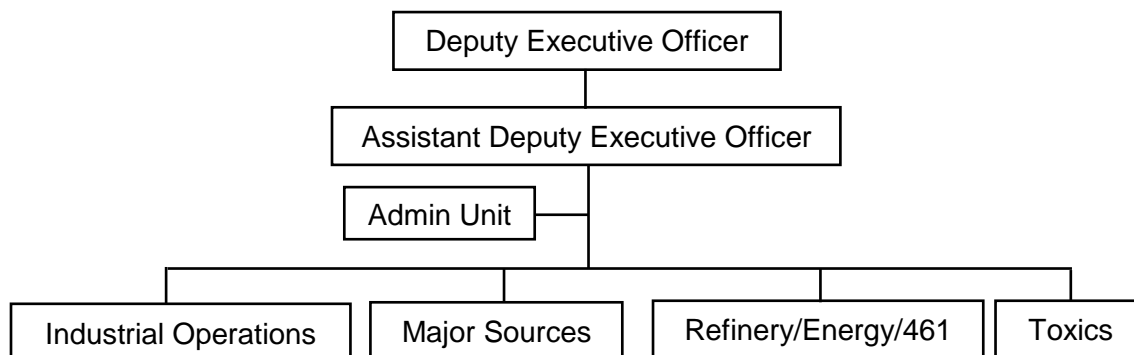 Deputy Executive Officer
Assistant Deputy Executive Officer
Admin Unit
Industrial Operations
Major Sources
Refinery/Energy/461
Toxics